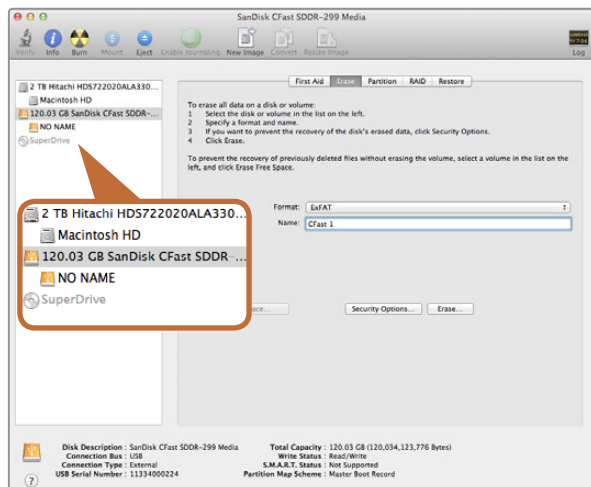 SanDisk CFast SDDR-299 Media
Verify Info Burn Mount Eject Enable Journaling New Image Convert Resize Image Log
First Aid Erase Partition RAID Restore
2 TB Hitachi HDS722020ALA330...
Macintosh HD
120.03 GB SanDisk CFast SDDR-...
NO NAME
SuperDrive
To erase all data on a disk or volume:
1 Select the disk or volume in the list on the left.
2 Specify a format and name.
3 If you want to prevent the recovery of the disk's erased data, click Security Options.
4 Click Erase.
To prevent the recovery of previously deleted files without erasing the volume, select a volume in the list on the
left, and click Erase Free Space.
Format: ExFAT
Name: CFast 1
2 TB Hitachi HDS722020ALA330...
Macintosh HD
120.03 GB SanDisk CFast SDDR-...
NO NAME
SuperDrive
Security Options... Erase...
Disk Description : SanDisk CFast SDDR-299 Media
Connection Bus : USB
Connection Type : External
USB Serial Number : 11334000224
Total Capacity : 120.03 GB (120,034,123,776 Bytes)
Write Status : Read/Write
S.M.A.R.T. Status : Not Supported
Partition Map Scheme : Master Boot Record
?